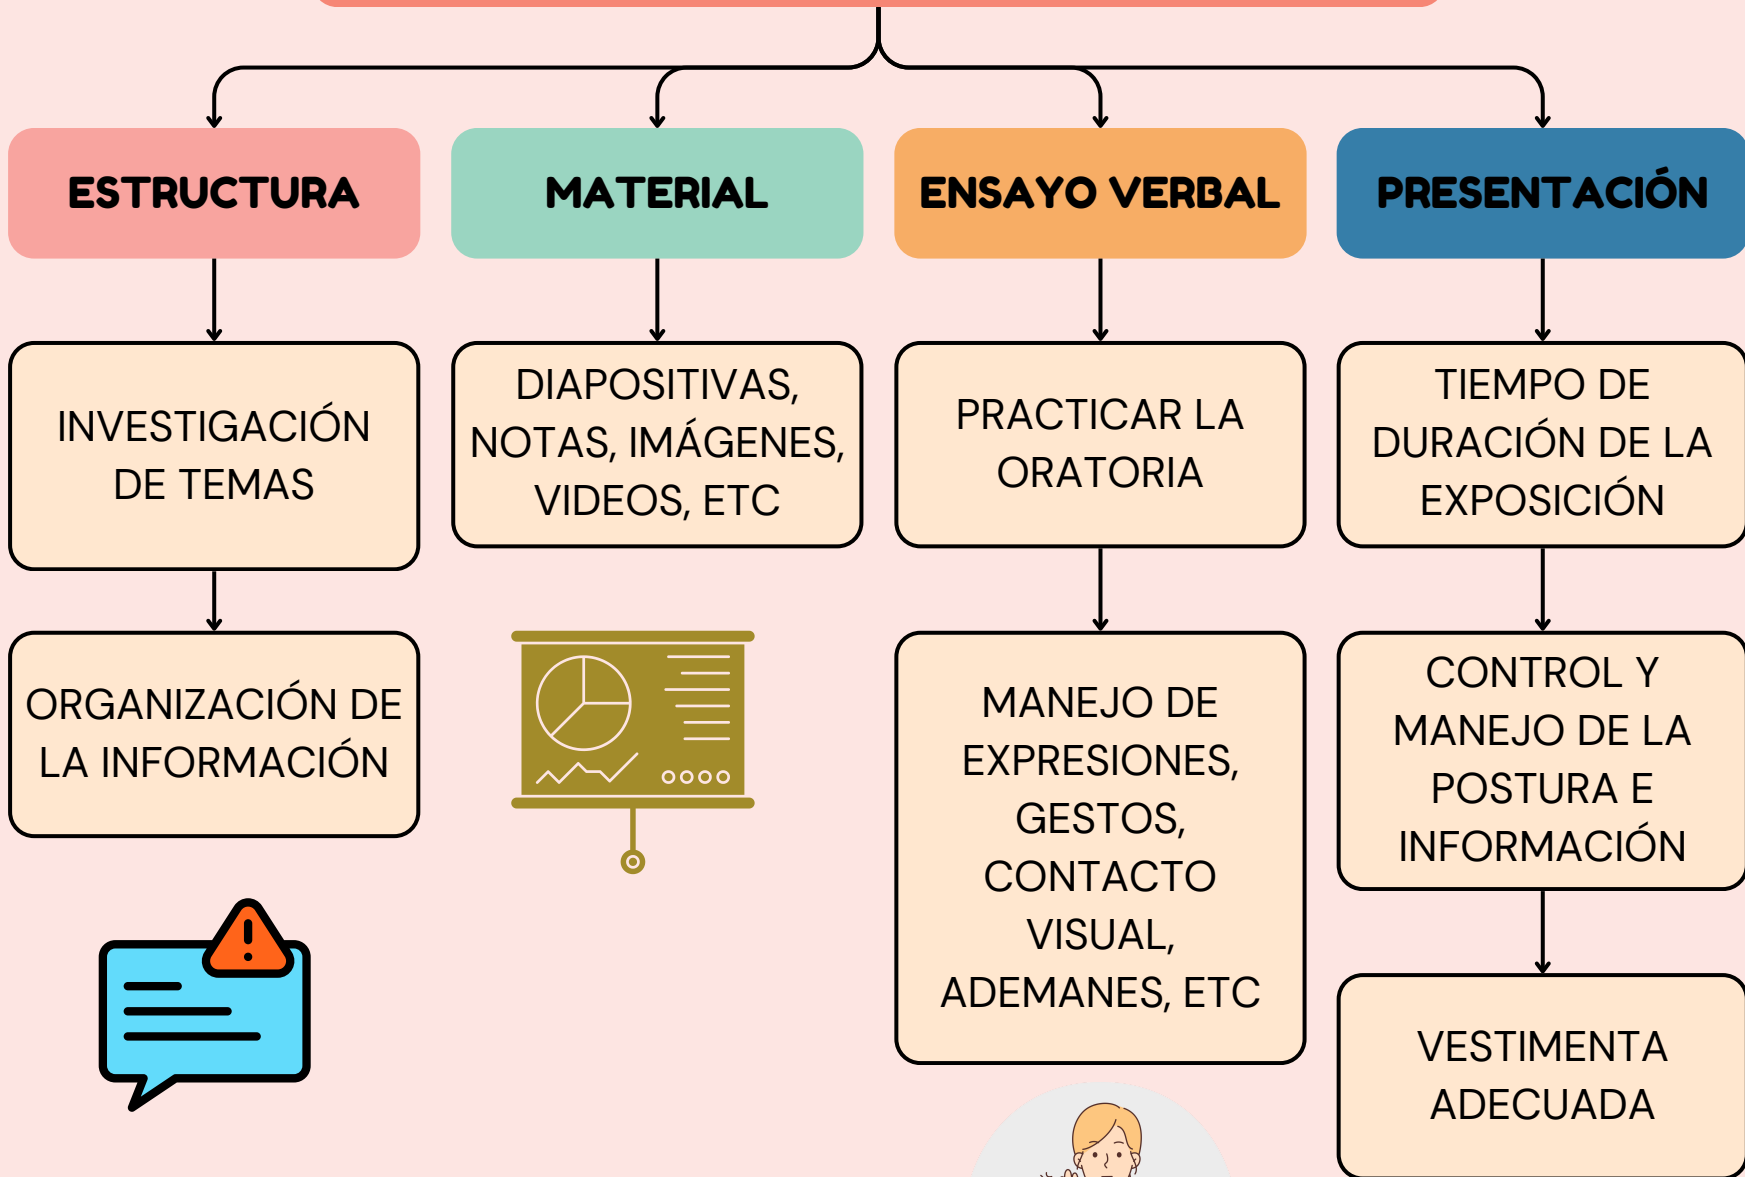 ESTRUCTURA
MATERIAL
ENSAYO VERBAL
PRESENTACIÓN
INVESTIGACIÓN
DE TEMAS
ORGANIZACIÓN DE
LA INFORMACIÓN
DIAPOSITIVAS,
NOTAS, IMÁGENES,
VIDEOS, ETC
PRACTICAR LA
ORATORIA
MANEJO DE
EXPRESIONES,
GESTOS,
CONTACTO
VISUAL,
ADEMANES, ETC
TIEMPO DE
DURACIÓN DE LA
EXPOSICIÓN
CONTROL Y
MANEJO DE LA
POSTURA E
INFORMACIÓN
VESTIMENTA
ADECUADA